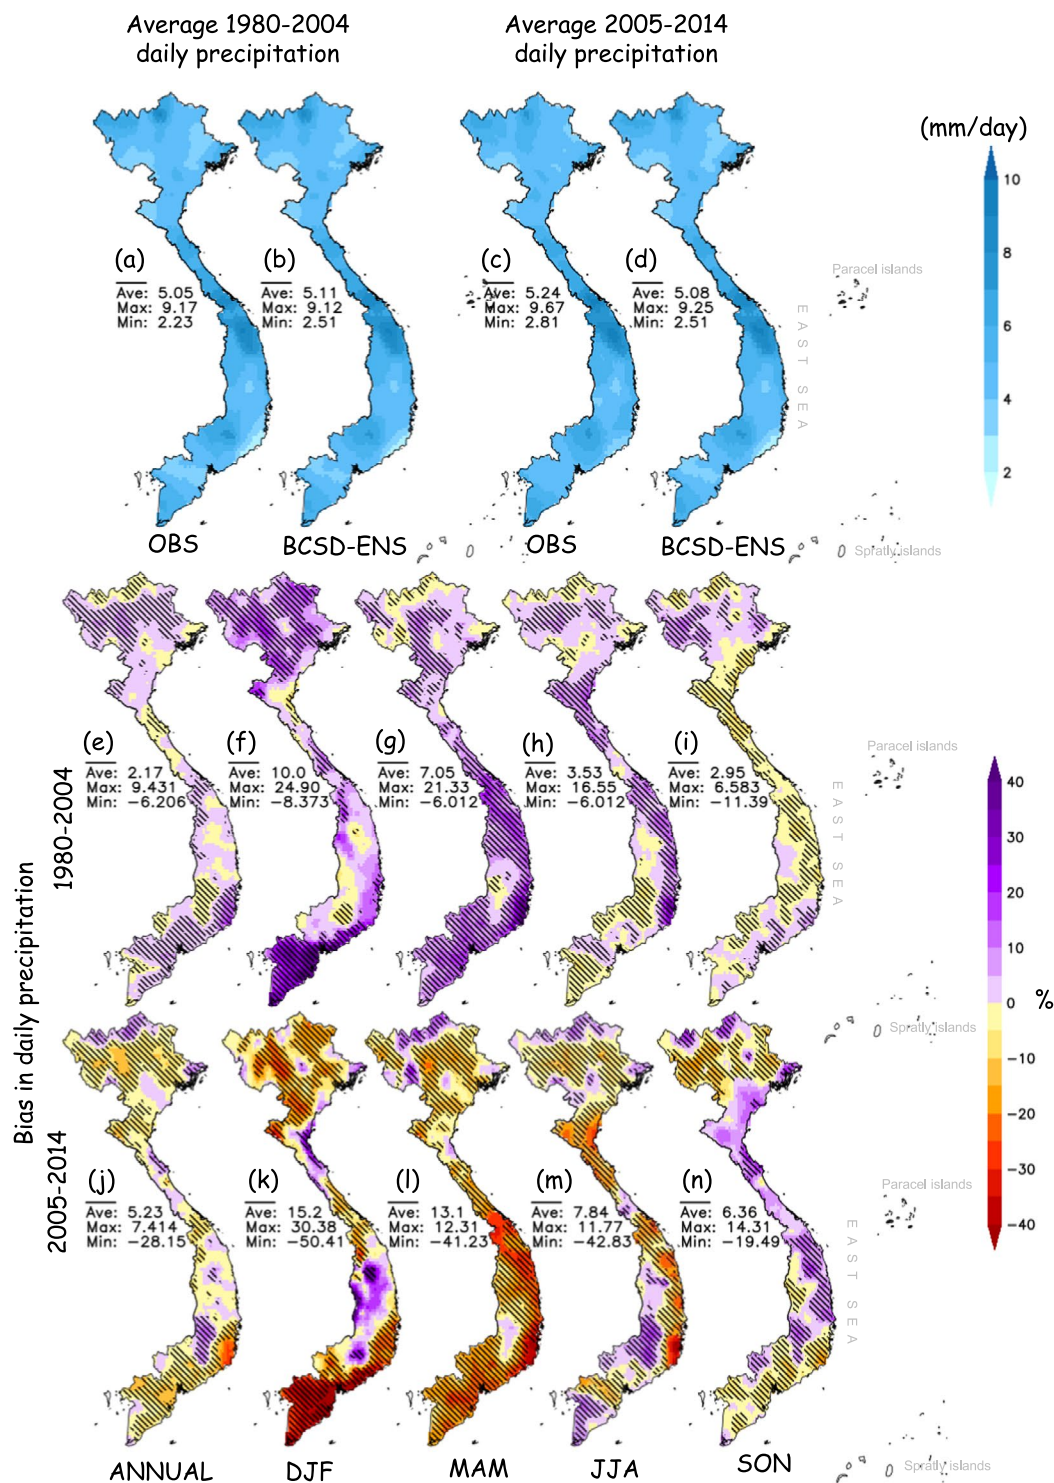 Average 1980-2004
daily precipitation
Average 2005-2014
daily precipitation
(mm/day)
10
8
6
4
2
(a)
Ave: 5.05
Max: 9.17
Min: 2.23
(b)
Ave: 5.11
Max: 9.12
Min: 2.51
(c)
Ave: 5.24
Max: 9.67
Min: 2.81
(d)
Ave: 5.08
Max: 9.25
Min: 2.51
Paracel islands
EAST SEA
Spratly islands
OBS
BCSD-ENS
OBS
BCSD-ENS
Bias in daily precipitation
1980-2004
(e)
Ave: 2.17
Max: 9.431
Min: −6.206
(f)
Ave: 10.0
Max: 24.90
Min: −8.373
(g)
Ave: 7.05
Max: 21.33
Min: −6.012
(h)
Ave: 3.53
Max: 16.55
Min: −6.012
(i)
Ave: 2.95
Max: 6.583
Min: −11.39
Paracel islands
EAST SEA
Spratly islands
40
30
20
10
0
−10
−20
−30
−40
%
2005-2014
(j)
Ave: 5.23
Max: 7.414
Min: −28.15
(k)
Ave: 15.2
Max: 30.38
Min: −50.41
(l)
Ave: 13.1
Max: 12.31
Min: −41.23
(m)
Ave: 7.84
Max: 11.77
Min: −42.83
(n)
Ave: 6.36
Max: 14.31
Min: −19.49
Paracel islands
EAST SEA
Spratly islands
ANNUAL
DJF
MAM
JJA
SON